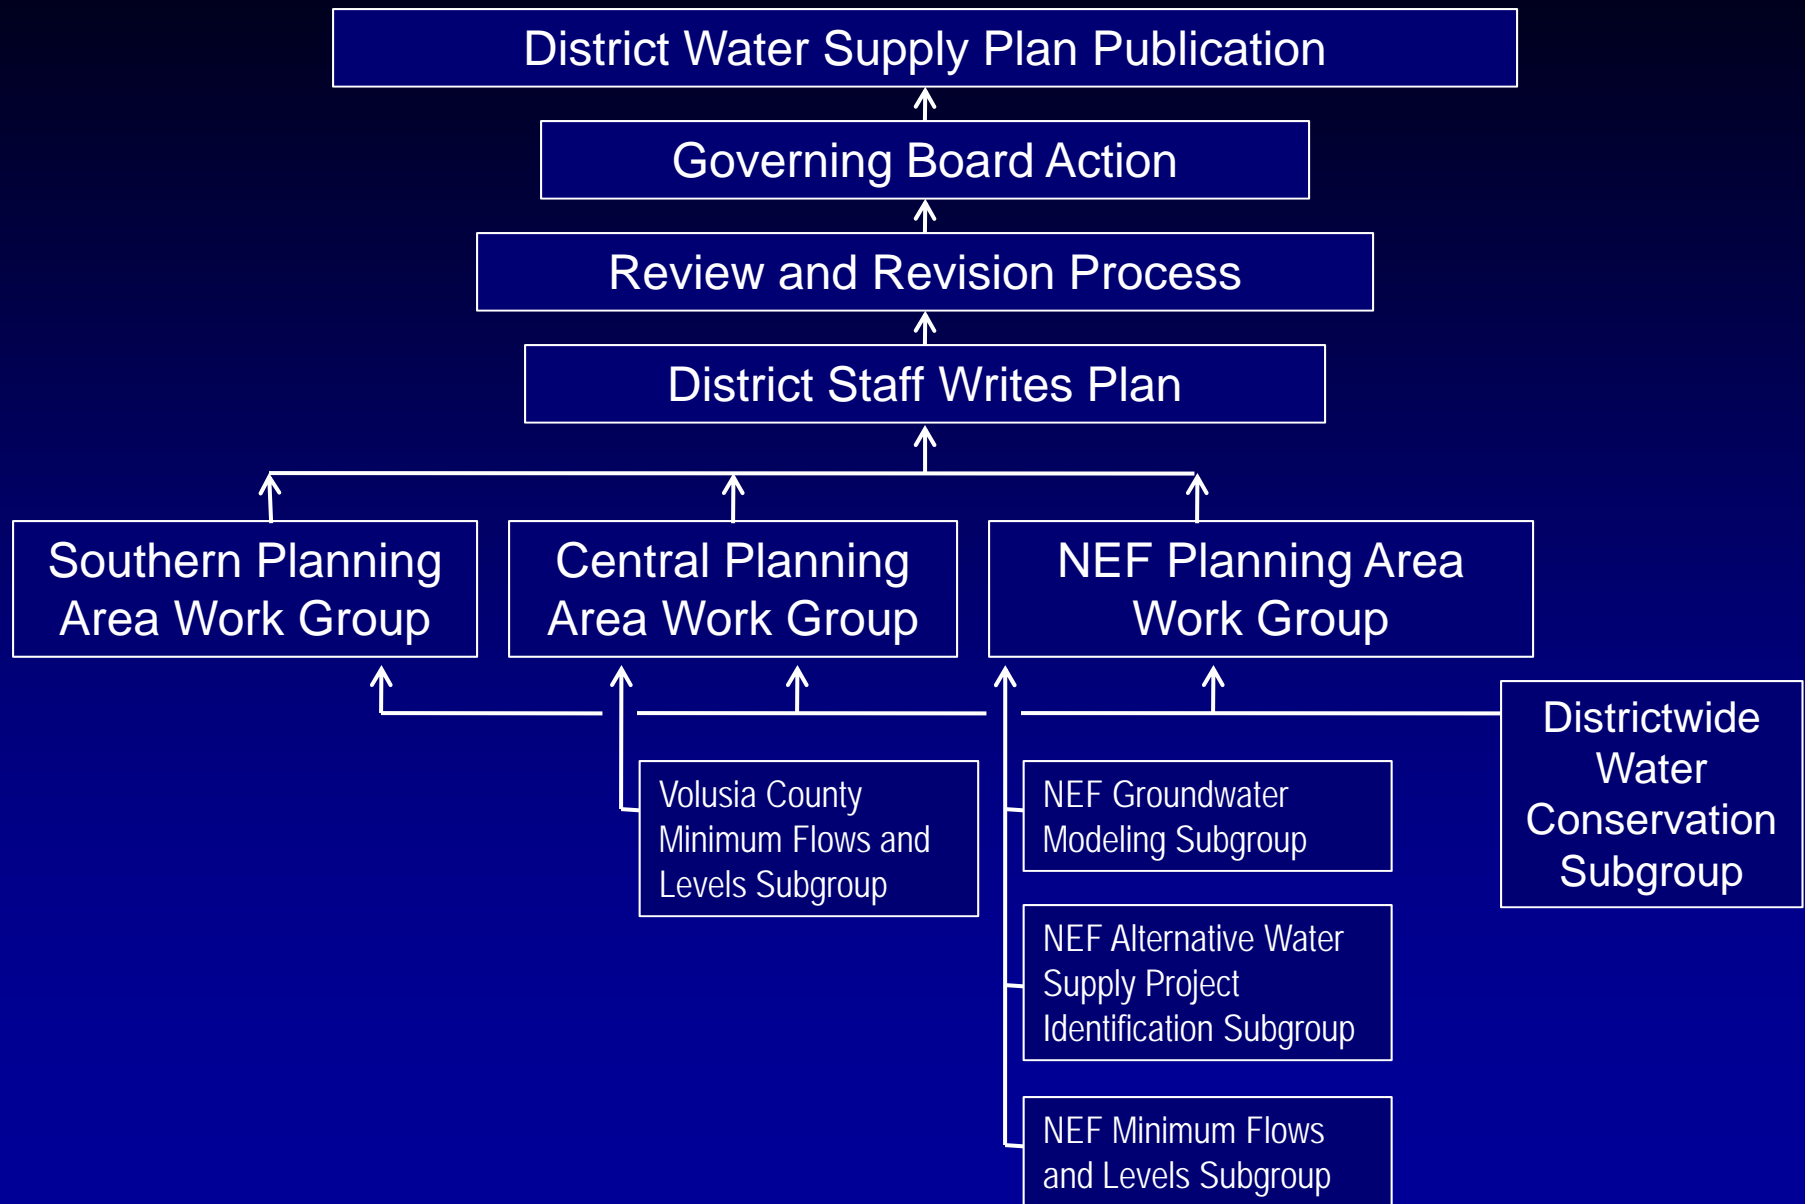 District Water Supply Plan Publication
Governing Board Action
Review and Revision Process
District Staff Writes Plan
Southern Planning
Area Work Group
Central Planning
Area Work Group
NEF Planning Area
Work Group
Districtwide
Water
Conservation
Subgroup
Volusia County
Minimum Flows and
Levels Subgroup
NEF Groundwater
Modeling Subgroup
NEF Alternative Water
Supply Project
Identification Subgroup
NEF Minimum Flows
and Levels Subgroup